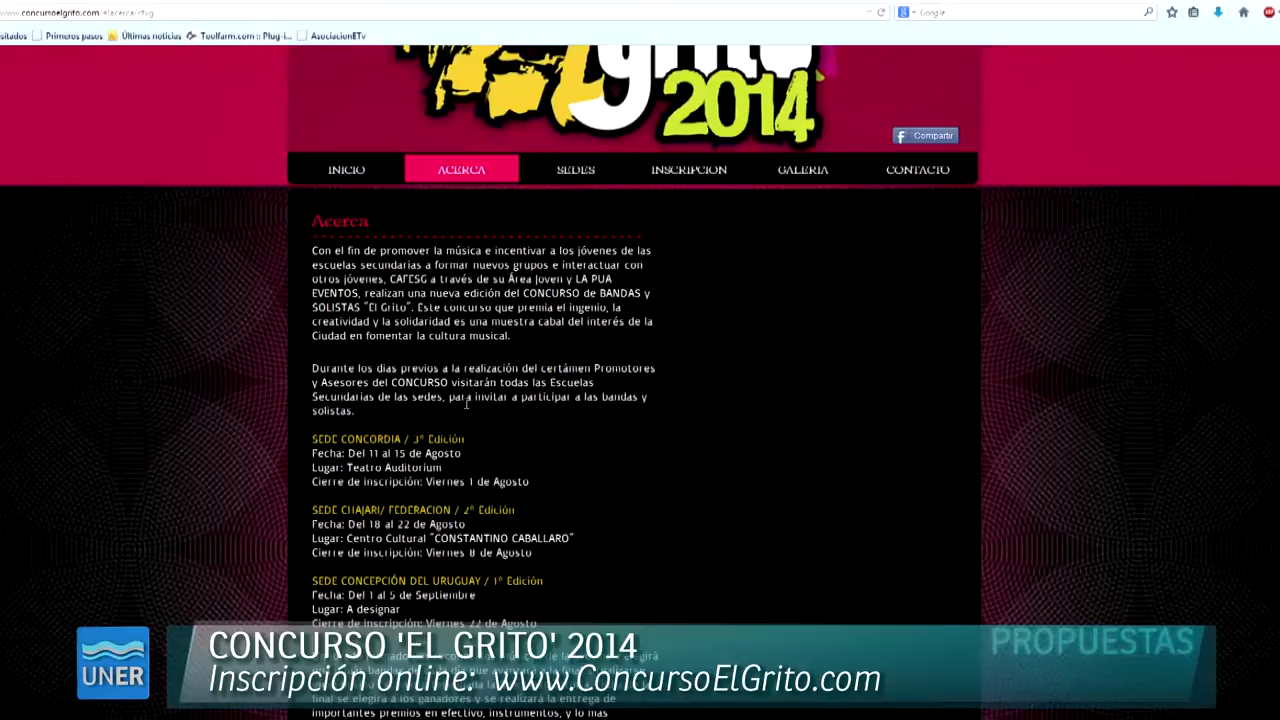 www.concursoelgrito.com/#!acerca/cfvg
Google
sitados Primeros pasos Últimas noticias Toolfarm.com :: Plug-i... AsociacionETv
grito
2014
Compartir
INICIO ACERCA SEDES INSCRIPCION GALERIA CONTACTO
Acerca
Con el fin de promover la música e incentivar a los jóvenes de las
escuelas secundarias a formar nuevos grupos e interactuar con
otros jóvenes, CAFESG a través de su Área Joven y LA PUA
EVENTOS, realizan una nueva edición del CONCURSO de BANDAS y
SOLISTAS "El Grito". Este concurso que premia el ingenio, la
creatividad y la solidaridad es una muestra cabal del interés de la
Ciudad en fomentar la cultura musical.
Durante los días previos a la realización del certámen Promotores
y Asesores del CONCURSO visitarán todas las Escuelas
Secundarias de las sedes, para invitar a participar a las bandas y
solistas.
SEDE CONCORDIA / 3º Edición
Fecha: Del 11 al 15 de Agosto
Lugar: Teatro Auditorium
Cierre de inscripción: Viernes 1 de Agosto
SEDE CHAJARI/ FEDERACION / 2º Edición
Fecha: Del 18 al 22 de Agosto
Lugar: Centro Cultural "CONSTANTINO CABALLARO"
Cierre de inscripción: Viernes 8 de Agosto
SEDE CONCEPCIÓN DEL URUGUAY / 1º Edición
Fecha: Del 1 al 5 de Septiembre
Lugar: A designar
Cierre de inscripción: Viernes 22 de Agosto
UNER
CONCURSO 'EL GRITO' 2014
PROPUESTAS
Inscripción online: www.ConcursoElGrito.com
final se elegirá a los ganadores y se realizará la entrega de
importantes premios en efectivo, instrumentos, y lo mas